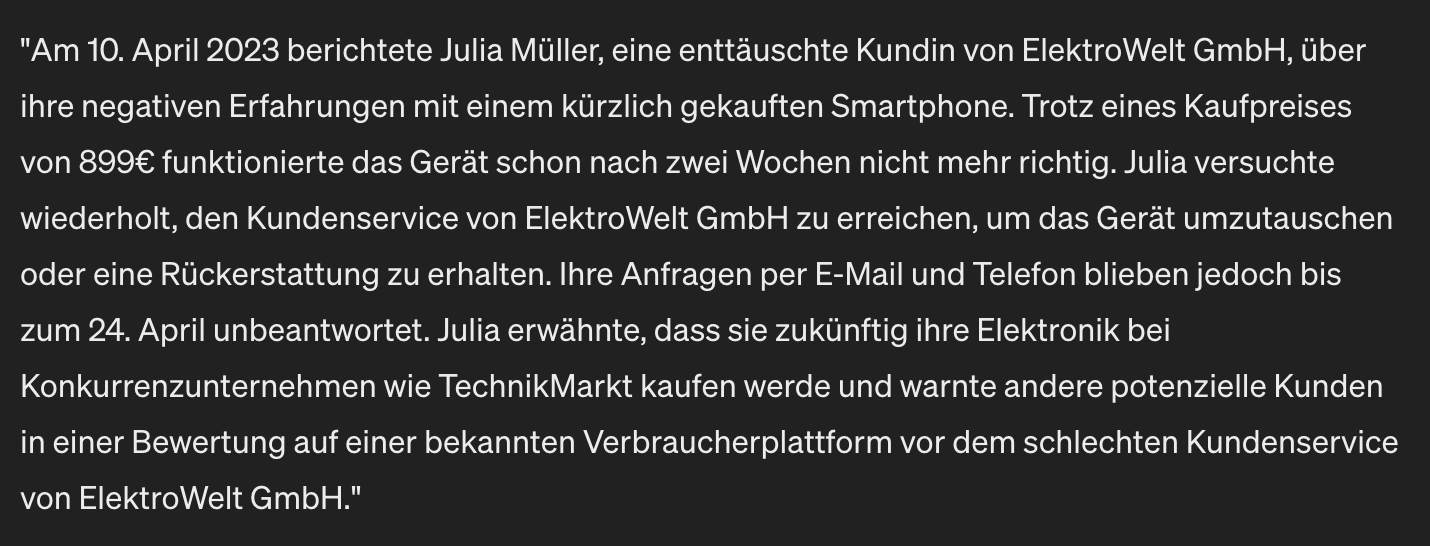 "Am 10. April 2023 berichtete Julia Müller, eine enttäuschte Kundin von ElektroWelt GmbH, über
ihre negativen Erfahrungen mit einem kürzlich gekauften Smartphone. Trotz eines Kaufpreises
von 899€ funktionierte das Gerät schon nach zwei Wochen nicht mehr richtig. Julia versuchte
wiederholt, den Kundenservice von ElektroWelt GmbH zu erreichen, um das Gerät umzutauschen
oder eine Rückerstattung zu erhalten. Ihre Anfragen per E-Mail und Telefon blieben jedoch bis
zum 24. April unbeantwortet. Julia erwähnte, dass sie zukünftig ihre Elektronik bei
Konkurrenzunternehmen wie TechnikMarkt kaufen werde und warnte andere potenzielle Kunden
in einer Bewertung auf einer bekannten Verbraucherplattform vor dem schlechten Kundenservice
von ElektroWelt GmbH."